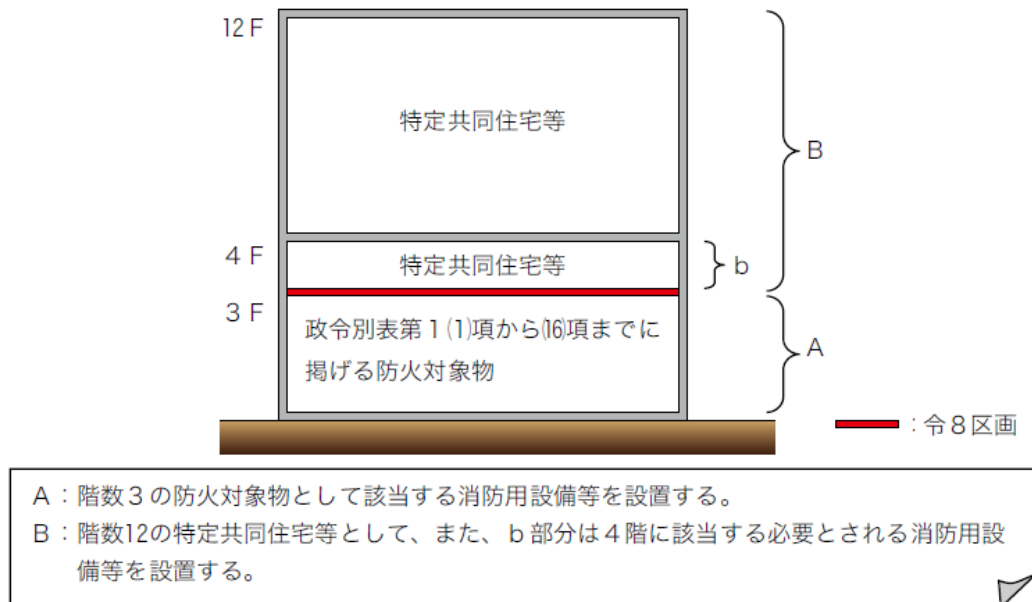 12F
特定共同住宅等
B
4F
特定共同住宅等
b
3F
政令別表第1⑴項から⒃項までに
掲げる防火対象物
A
：令8区画
A：階数3の防火対象物として該当する消防用設備等を設置する。
B：階数12の特定共同住宅等として、また、b部分は4階に該当する必要とされる消防用設
備等を設置する。